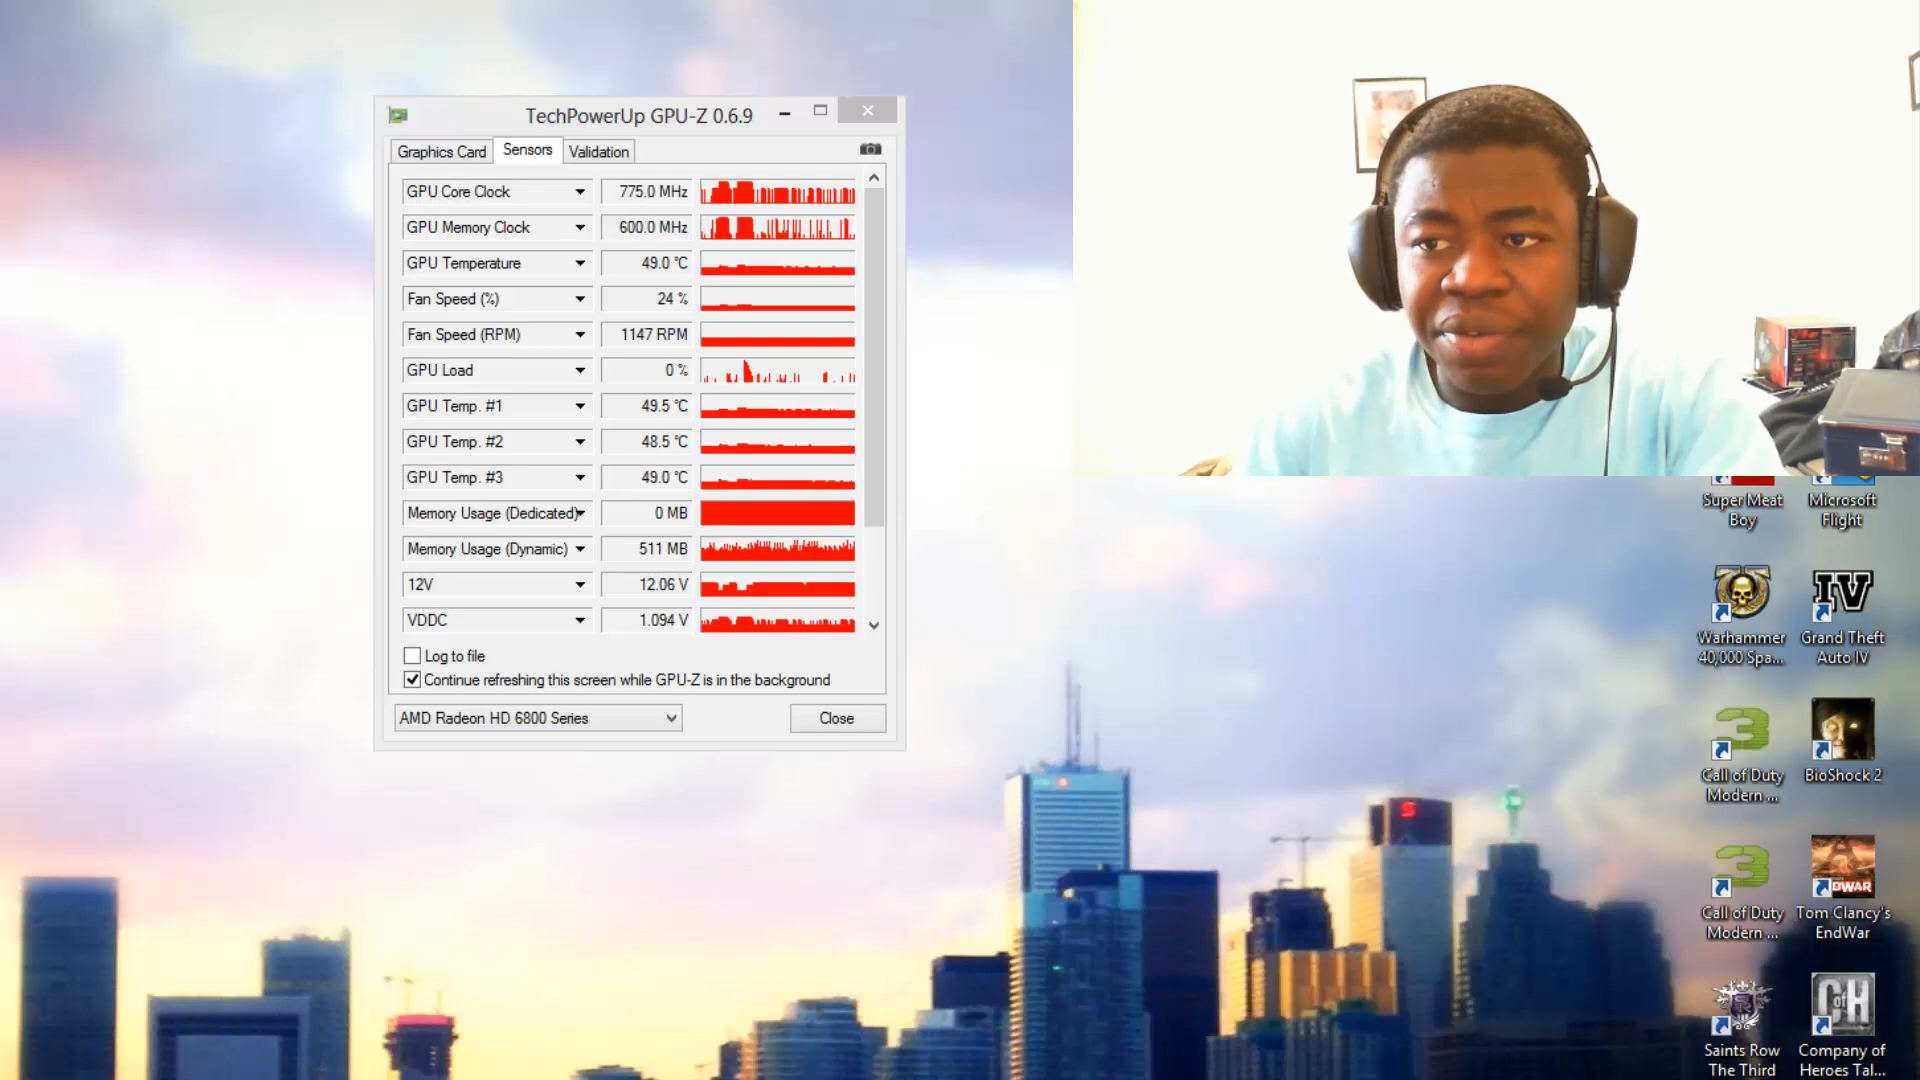 TechPowerUp GPU-Z 0.6.9
Graphics Card
Sensors
Validation
GPU Core Clock 775.0 MHz
GPU Memory Clock 600.0 MHz
GPU Temperature 49.0 °C
Fan Speed (%) 24 %
Fan Speed (RPM) 1147 RPM
GPU Load 0 %
GPU Temp. #1 49.5 °C
GPU Temp. #2 48.5 °C
GPU Temp. #3 49.0 °C
Memory Usage (Dedicated) 0 MB
Memory Usage (Dynamic) 511 MB
12V 12.06 V
VDDC 1.094 V
Log to file
Continue refreshing this screen while GPU-Z is in the background
AMD Radeon HD 6800 Series
Close
Super Meat
Boy
Microsoft
Flight
Warhammer
40,000 Spa...
IV
Grand Theft
Auto IV
3
Call of Duty
Modern ...
BioShock 2
3
Call of Duty
Modern ...
DWAR
Tom Clancy's
EndWar
Saints Row
The Third
CofH
Company of
Heroes Tal...